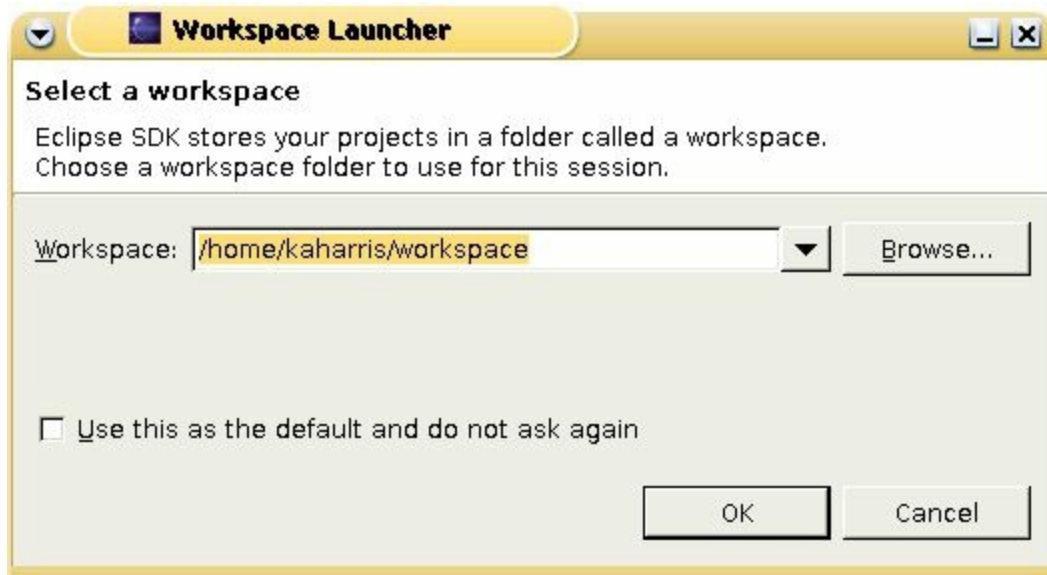 Workspace Launcher
Select a workspace
Eclipse SDK stores your projects in a folder called a workspace.
Choose a workspace folder to use for this session.
Workspace: /home/kaharris/workspace Browse...
Use this as the default and do not ask again
OK Cancel